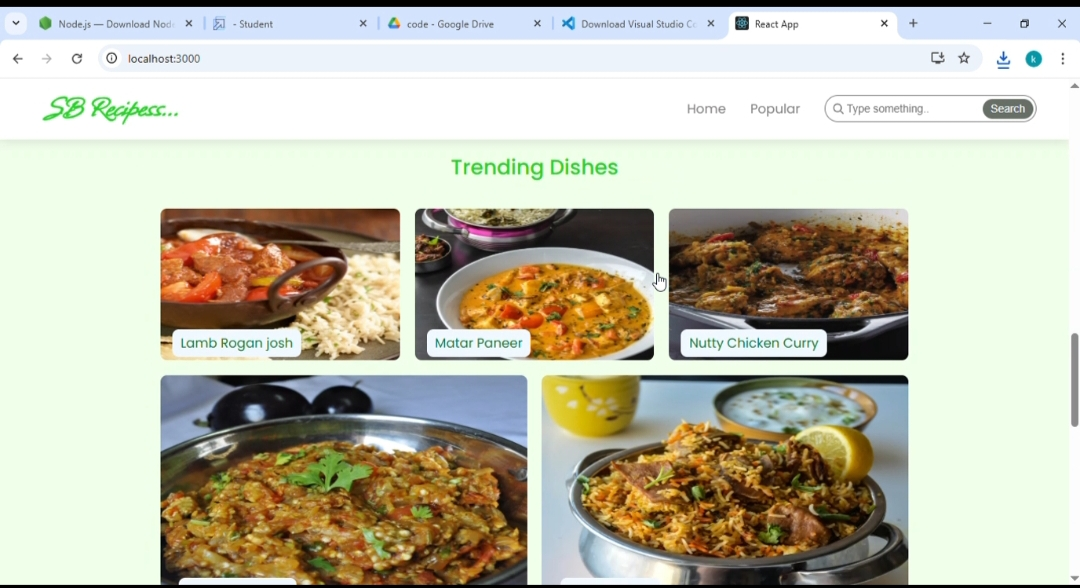 Node.js — Download Nod
- Student
code - Google Drive
Download Visual Studio Co
React App
localhost:3000
k
SB Recipess...
Home
Popular
Type something..
Search
Trending Dishes
Lamb Rogan josh
Matar Paneer
Nutty Chicken Curry